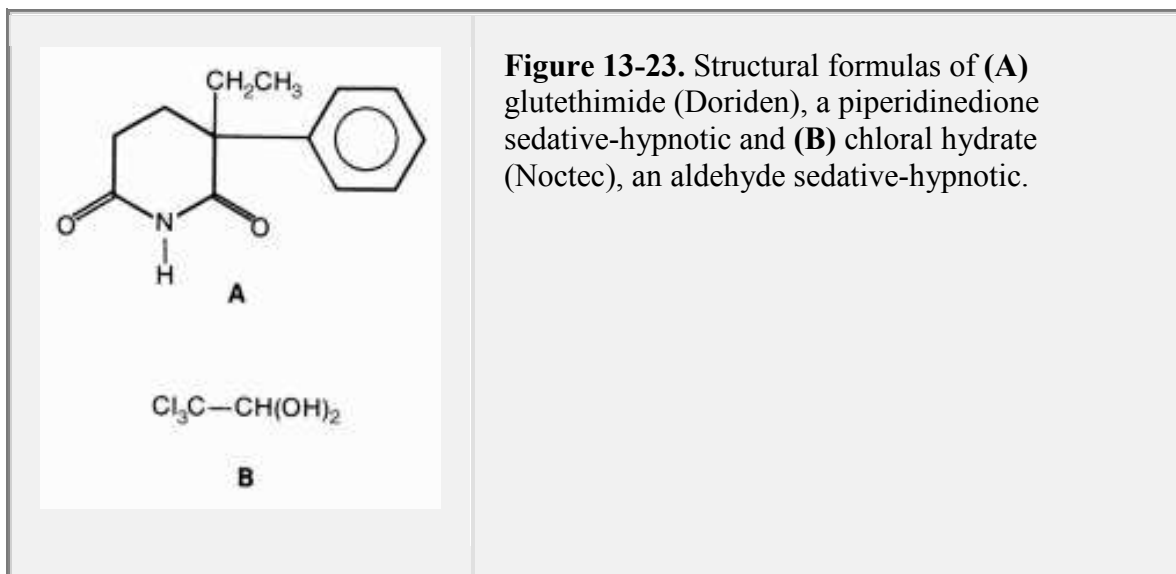 CH₂CH₃
O
N
O
H
A
Cl₃C—CH(OH)₂
B
Figure 13-23. Structural formulas of (A)
glutethimide (Doriden), a piperidinedione
sedative-hypnotic and (B) chloral hydrate
(Noctec), an aldehyde sedative-hypnotic.